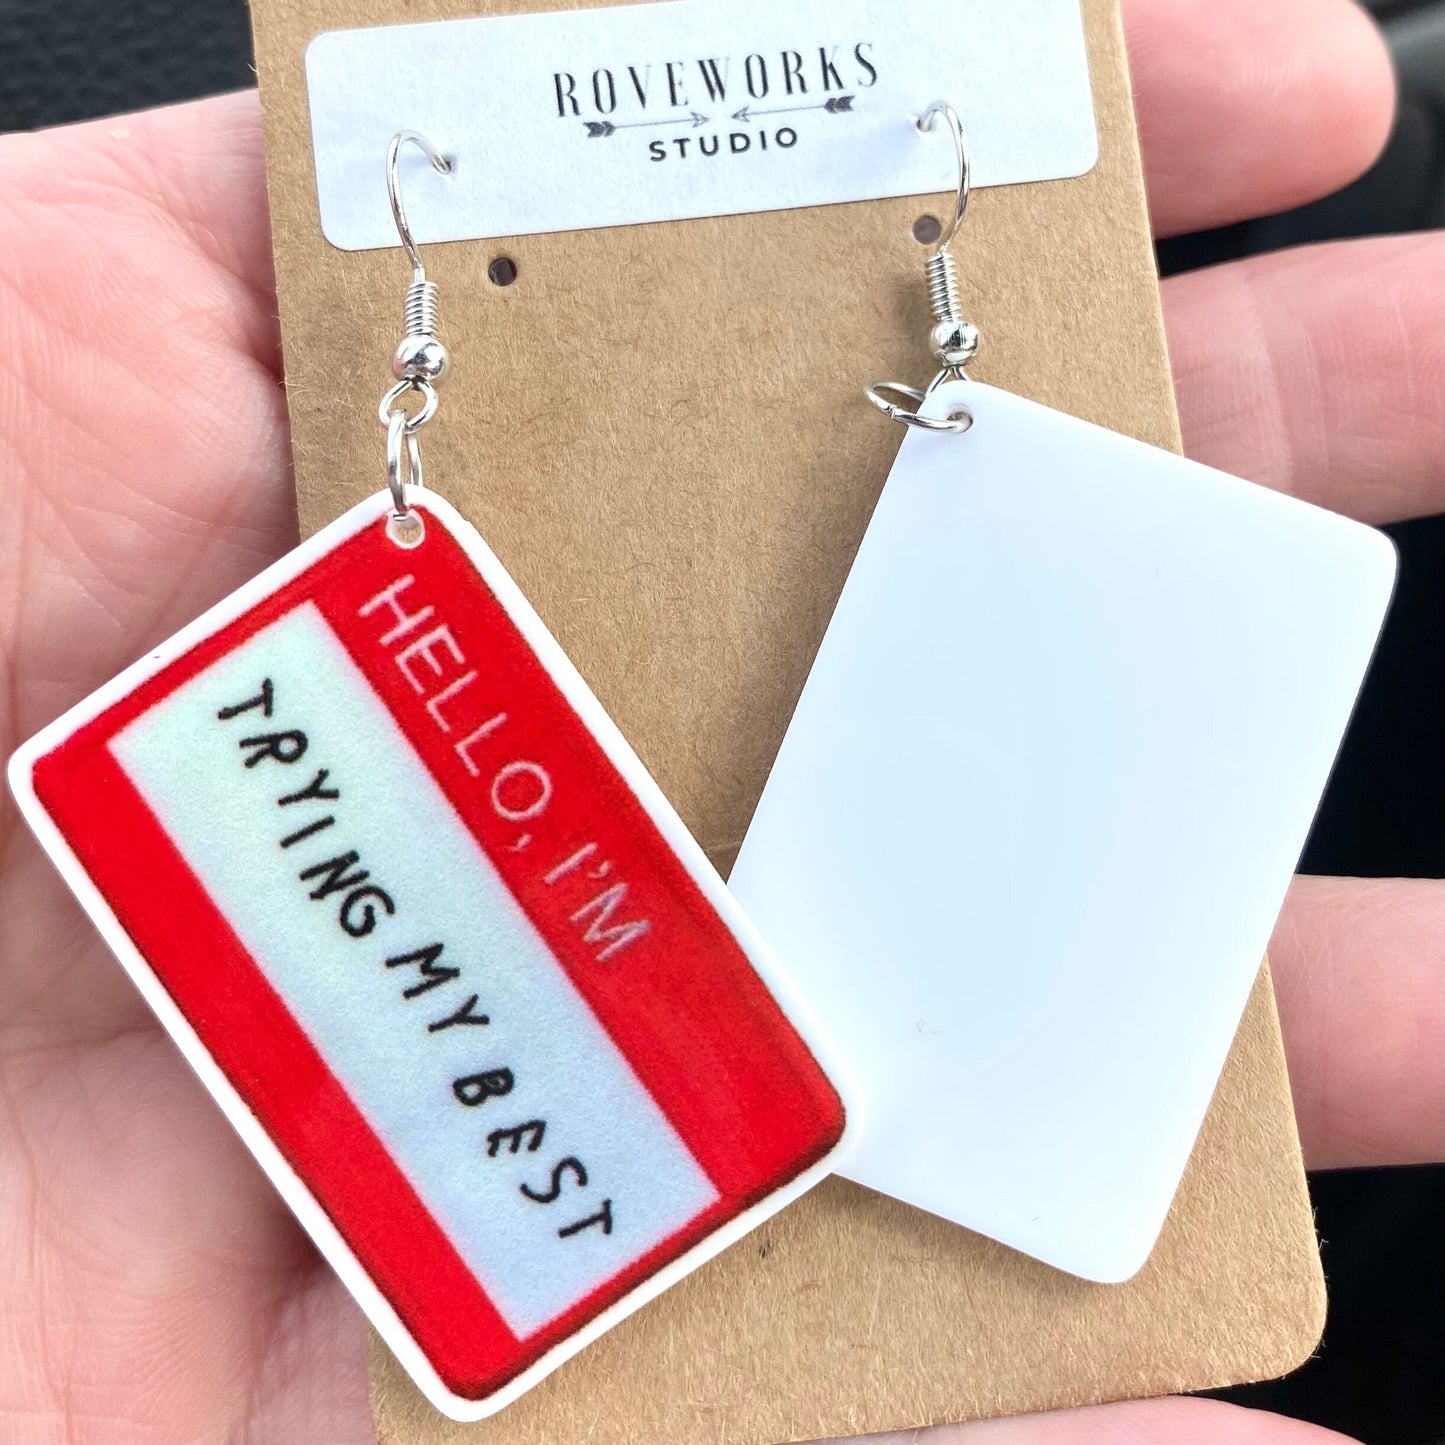 ROVEWORKS
STUDIO
HELLO, I'M
TRYING MY BEST